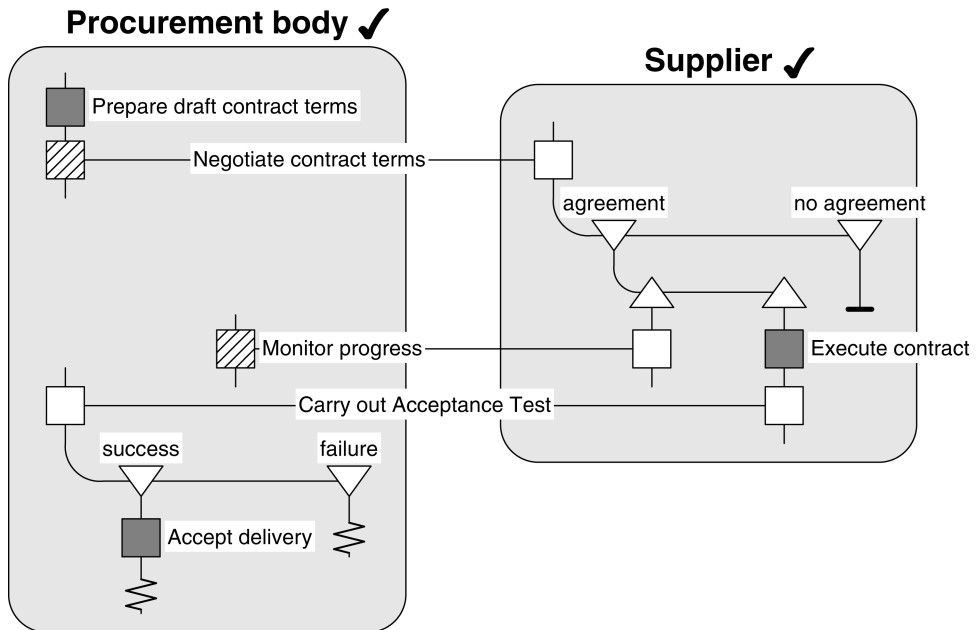 Procurement body ✓
Supplier ✓
Prepare draft contract terms
Negotiate contract terms
agreement
no agreement
Monitor progress
Execute contract
Carry out Acceptance Test
success
failure
Accept delivery